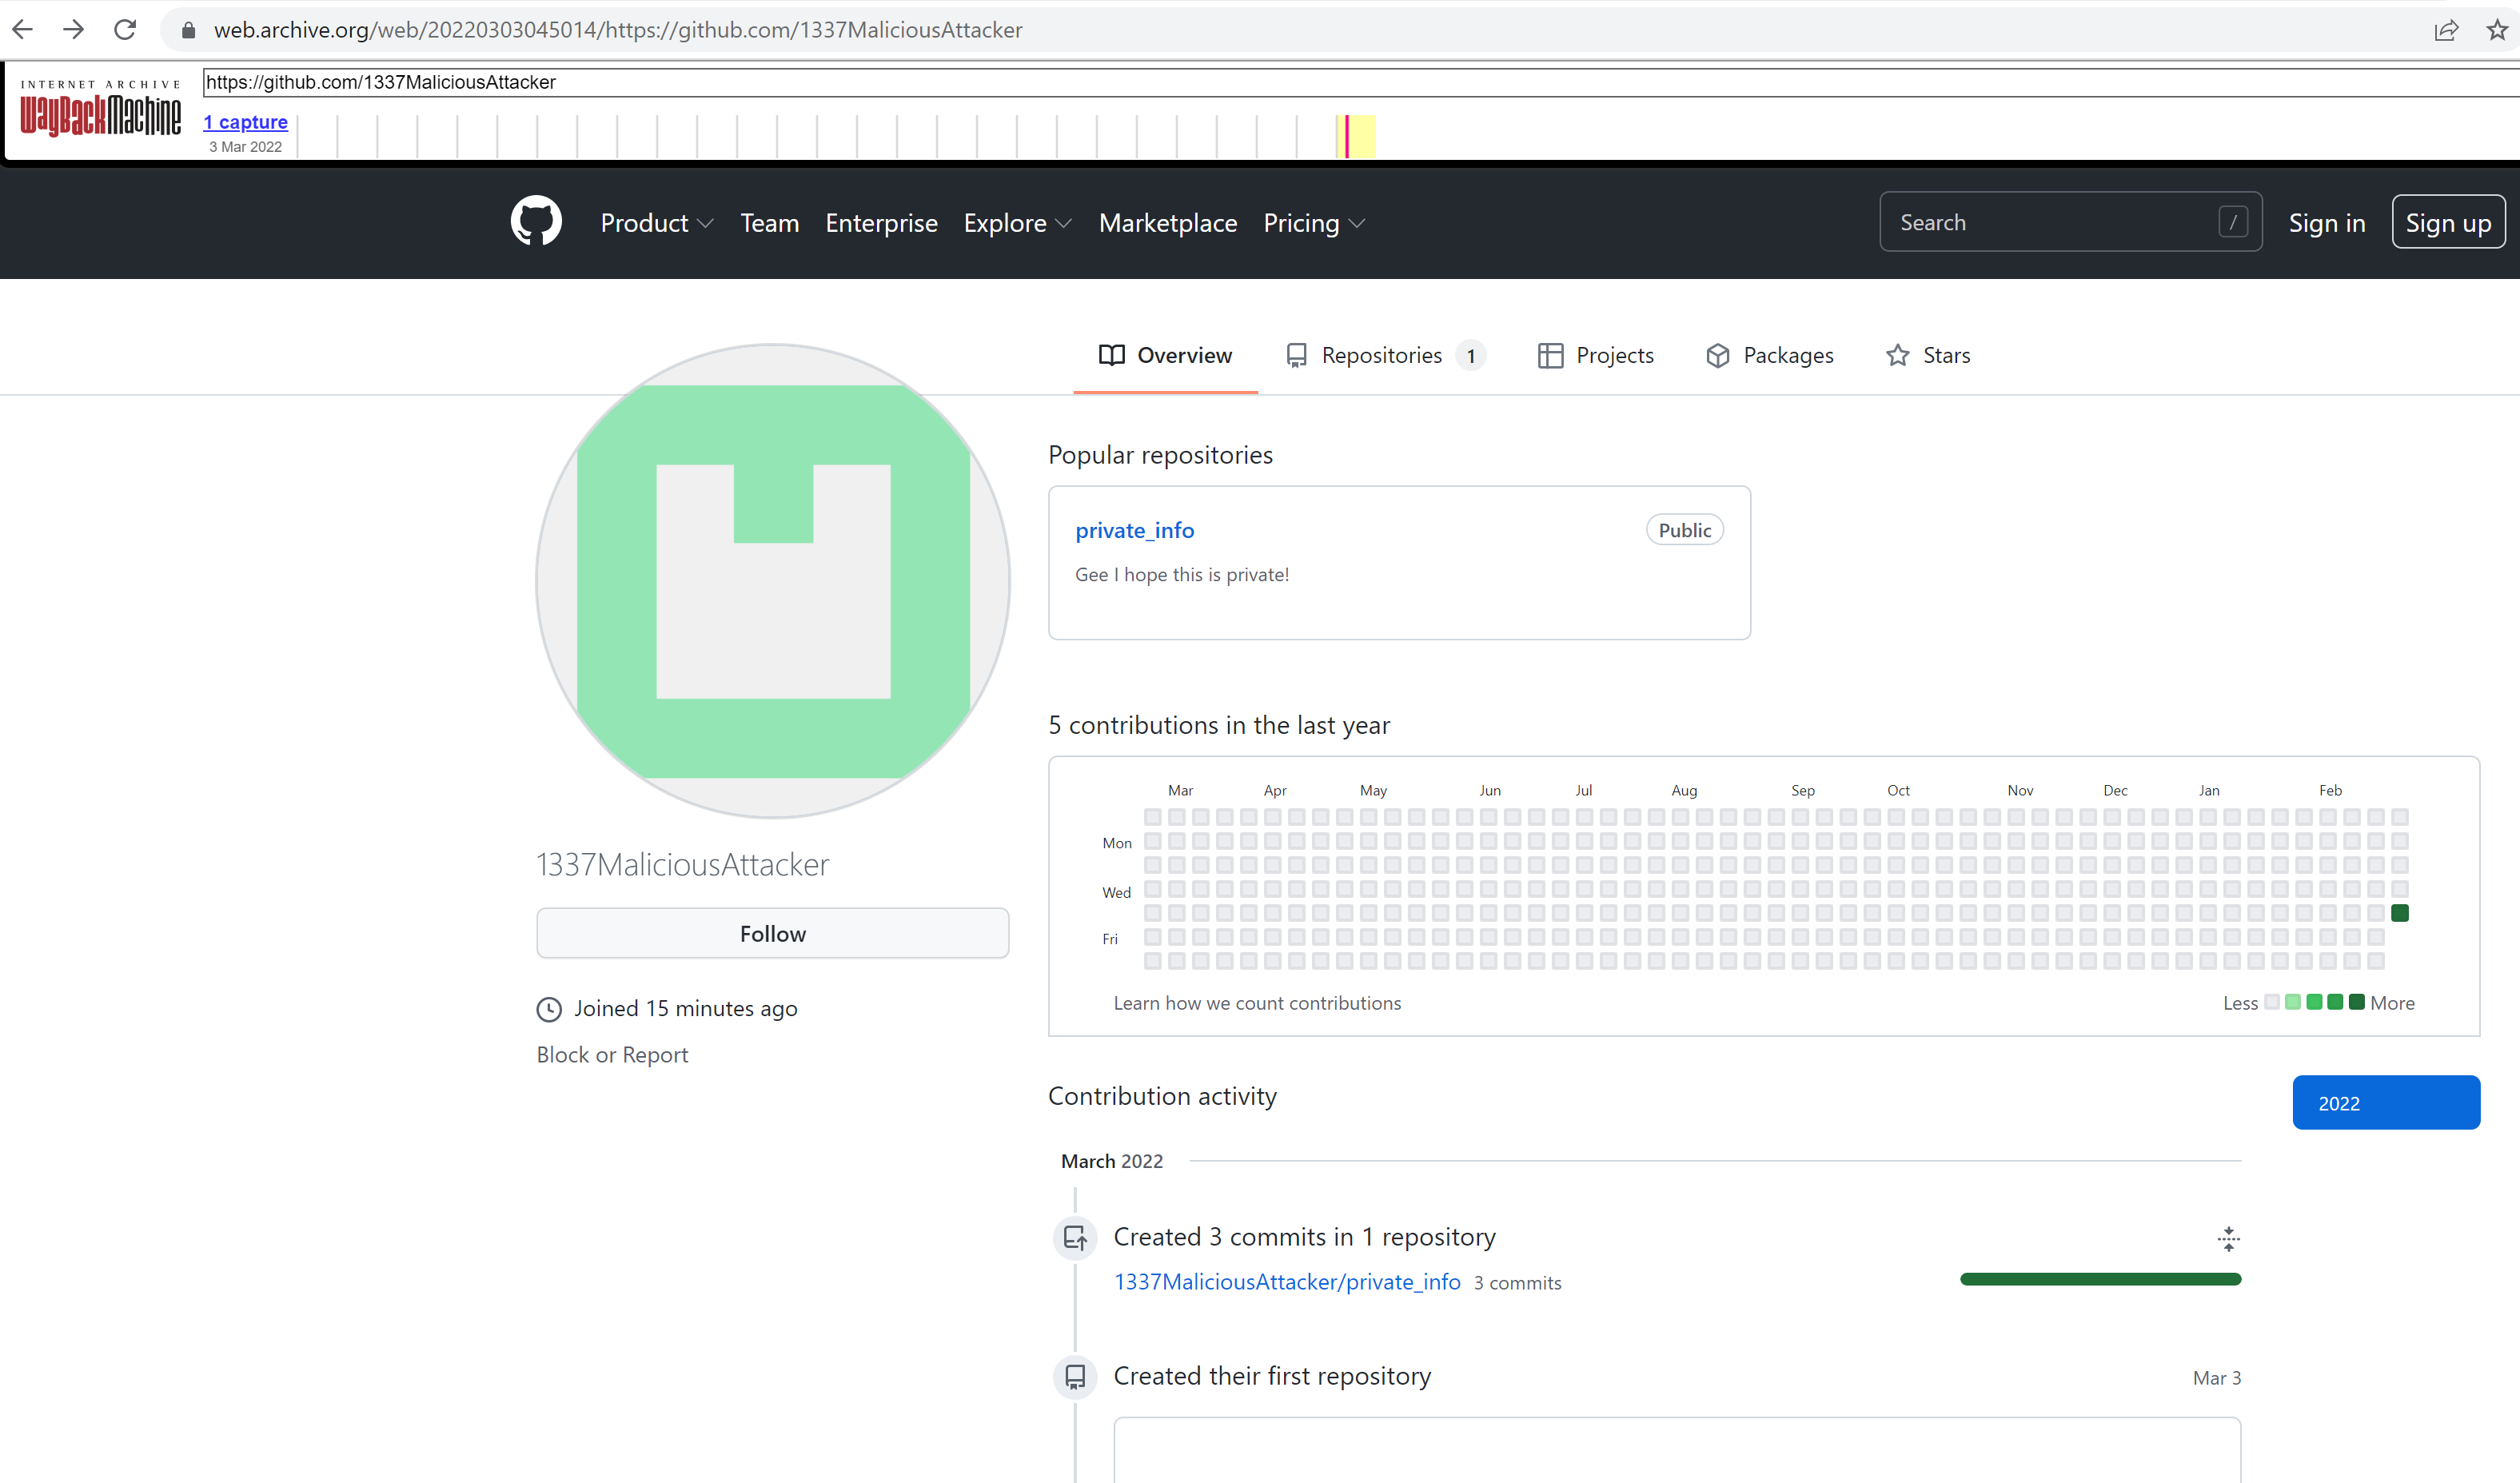 web.archive.org/web/20220303045014/https://github.com/1337MaliciousAttacker
INTERNET ARCHIVE
WayBackMachine
https://github.com/1337MaliciousAttacker
1 capture
3 Mar 2022
Product Team Enterprise Explore Marketplace Pricing
Search /
Sign in
Sign up
Overview
Repositories 1
Projects
Packages
Stars
Popular repositories
private_info
Public
Gee I hope this is private!
5 contributions in the last year
Mar Apr May Jun Jul Aug Sep Oct Nov Dec Jan Feb
Mon
Wed
Fri
Learn how we count contributions
Less More
1337MaliciousAttacker
Follow
Joined 15 minutes ago
Block or Report
Contribution activity
2022
March 2022
Created 3 commits in 1 repository
1337MaliciousAttacker/private_info 3 commits
Created their first repository
Mar 3